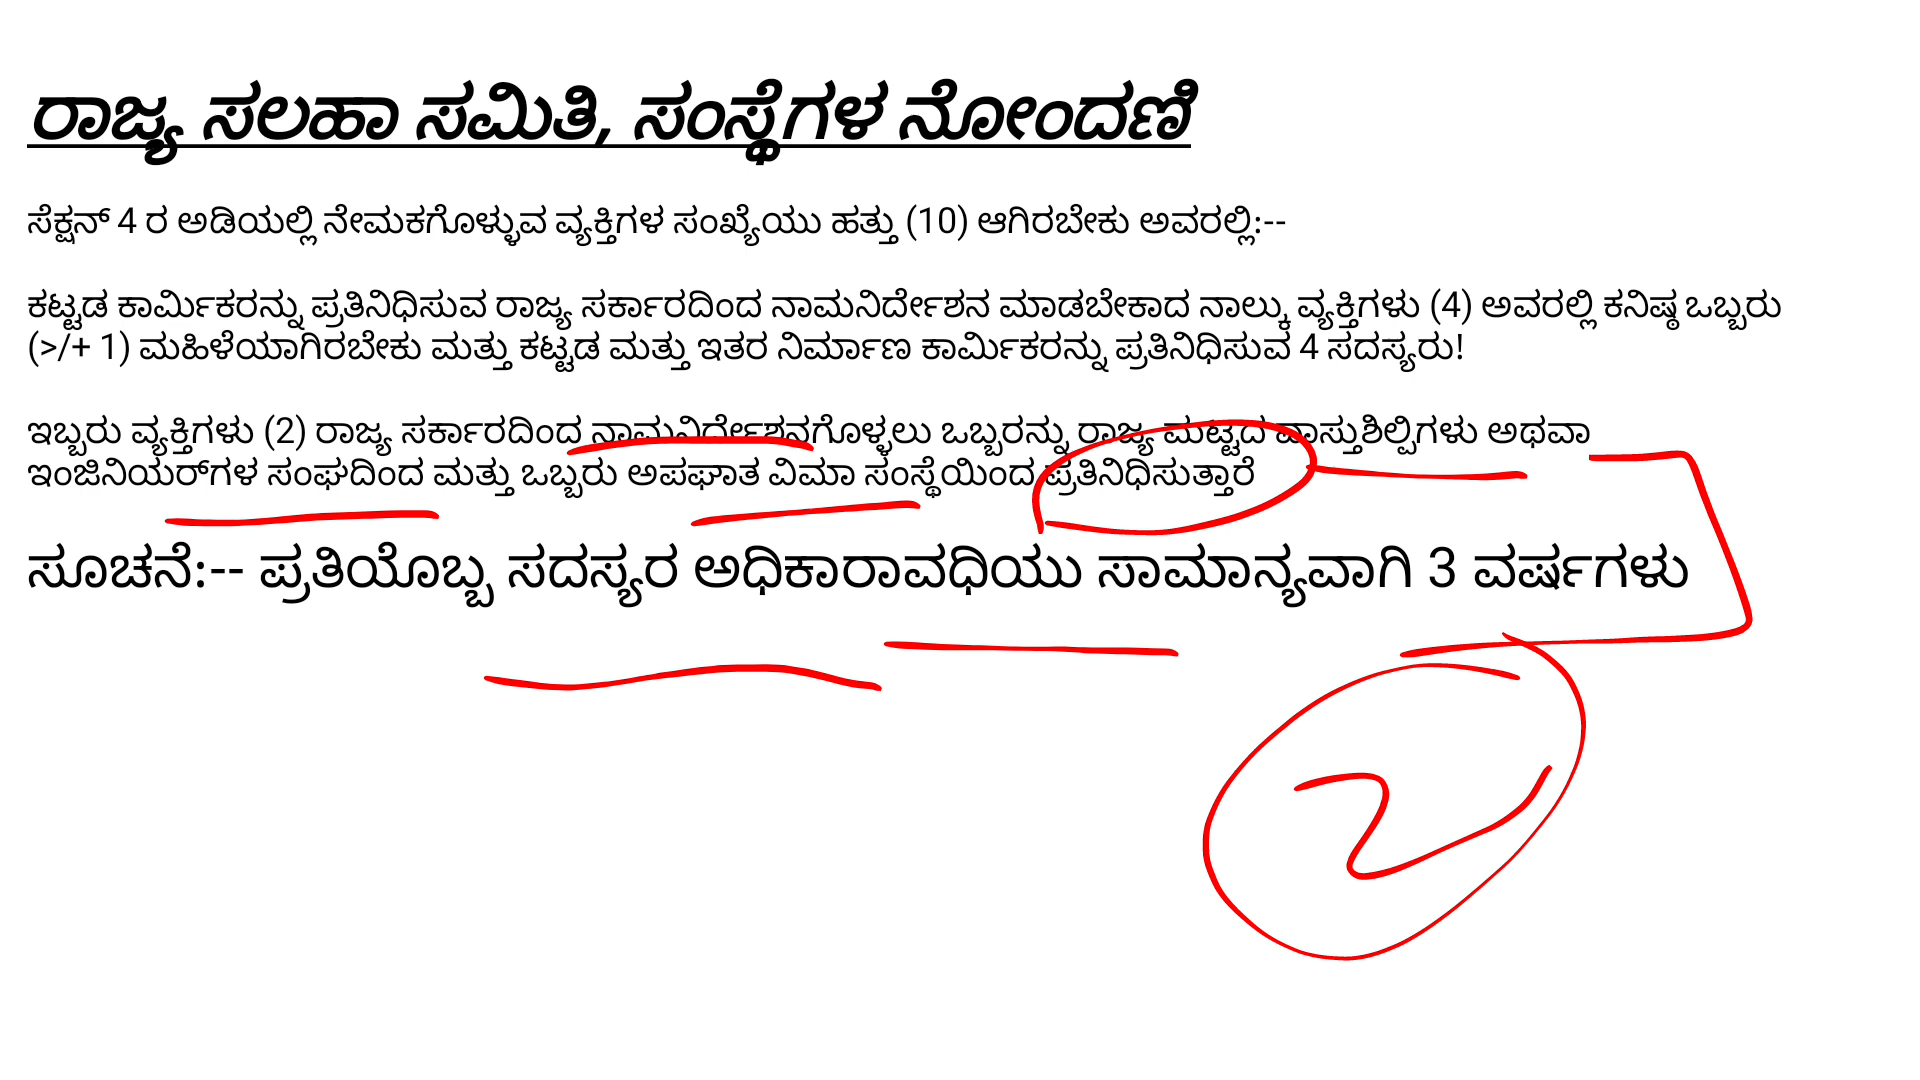 ರಾಜ್ಯ ಸಲಹಾ ಸಮಿತಿ, ಸಂಸ್ಥೆಗಳ ನೋಂದಣಿ
ಸೆಕ್ಷನ್ 4 ರ ಅಡಿಯಲ್ಲಿ ನೇಮಕಗೊಳ್ಳುವ ವ್ಯಕ್ತಿಗಳ ಸಂಖ್ಯೆಯು ಹತ್ತು (10) ಆಗಿರಬೇಕು ಅವರಲ್ಲಿ:--
ಕಟ್ಟಡ ಕಾರ್ಮಿಕರನ್ನು ಪ್ರತಿನಿಧಿಸುವ ರಾಜ್ಯ ಸರ್ಕಾರದಿಂದ ನಾಮನಿರ್ದೇಶನ ಮಾಡಬೇಕಾದ ನಾಲ್ಕು ವ್ಯಕ್ತಿಗಳು (4) ಅವರಲ್ಲಿ ಕನಿಷ್ಠ ಒಬ್ಬರು
(>/+ 1) ಮಹಿಳೆಯಾಗಿರಬೇಕು ಮತ್ತು ಕಟ್ಟಡ ಮತ್ತು ಇತರ ನಿರ್ಮಾಣ ಕಾರ್ಮಿಕರನ್ನು ಪ್ರತಿನಿಧಿಸುವ 4 ಸದಸ್ಯರು!
ಇಬ್ಬರು ವ್ಯಕ್ತಿಗಳು (2) ರಾಜ್ಯ ಸರ್ಕಾರದಿಂದ ನಾಮನಿರ್ದೇಶನಗೊಳ್ಳಲು ಒಬ್ಬರನ್ನು ರಾಜ್ಯ ಮಟ್ಟದ ವಾಸ್ತುಶಿಲ್ಪಿಗಳು ಅಥವಾ
ಇಂಜಿನಿಯರ್‌ಗಳ ಸಂಘದಿಂದ ಮತ್ತು ಒಬ್ಬರು ಅಪಘಾತ ವಿಮಾ ಸಂಸ್ಥೆಯಿಂದ ಪ್ರತಿನಿಧಿಸುತ್ತಾರೆ
ಸೂಚನೆ:-- ಪ್ರತಿಯೊಬ್ಬ ಸದಸ್ಯರ ಅಧಿಕಾರಾವಧಿಯು ಸಾಮಾನ್ಯವಾಗಿ 3 ವರ್ಷಗಳು
2